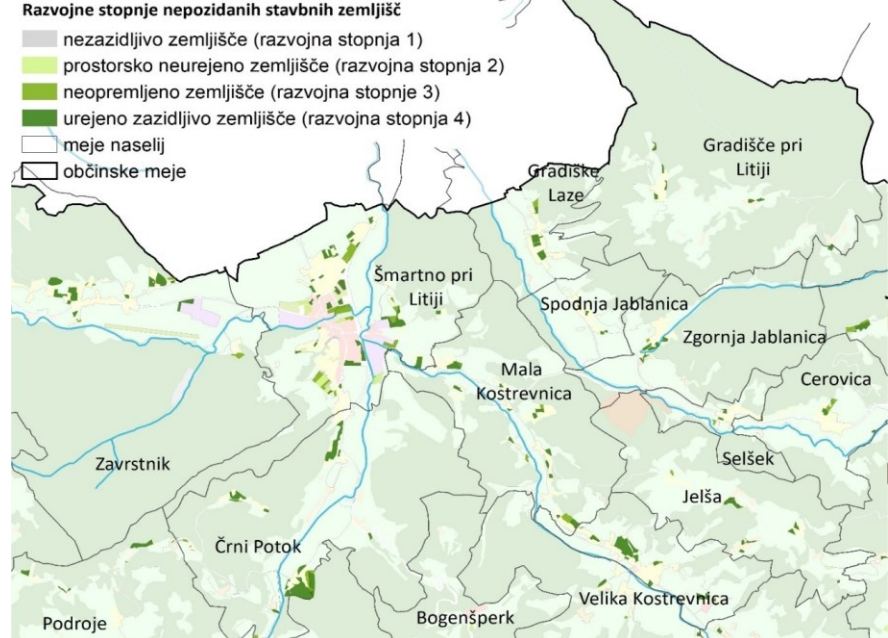 Razvojne stopnje nepozidanih stavbnih zemljišč
nezazidljivo zemljišče (razvojna stopnja 1)
prostorsko neurejeno zemljišče (razvojna stopnja 2)
neopremljeno zemljišče (razvojna stopnje 3)
urejeno zazidljivo zemljišče (razvojna stopnja 4)
meje naselij
občinske meje
Gradišče pri
Litiji
Gradiške
Laze
Šmartno pri
Litiji
Spodnja Jablanica
Zgornja Jablanica
Mala
Kostrevnica
Cerovica
Zavrstnik
Selšek
Jelša
Črni Potok
Velika Kostrevnica
Bogenšperk
Podroje